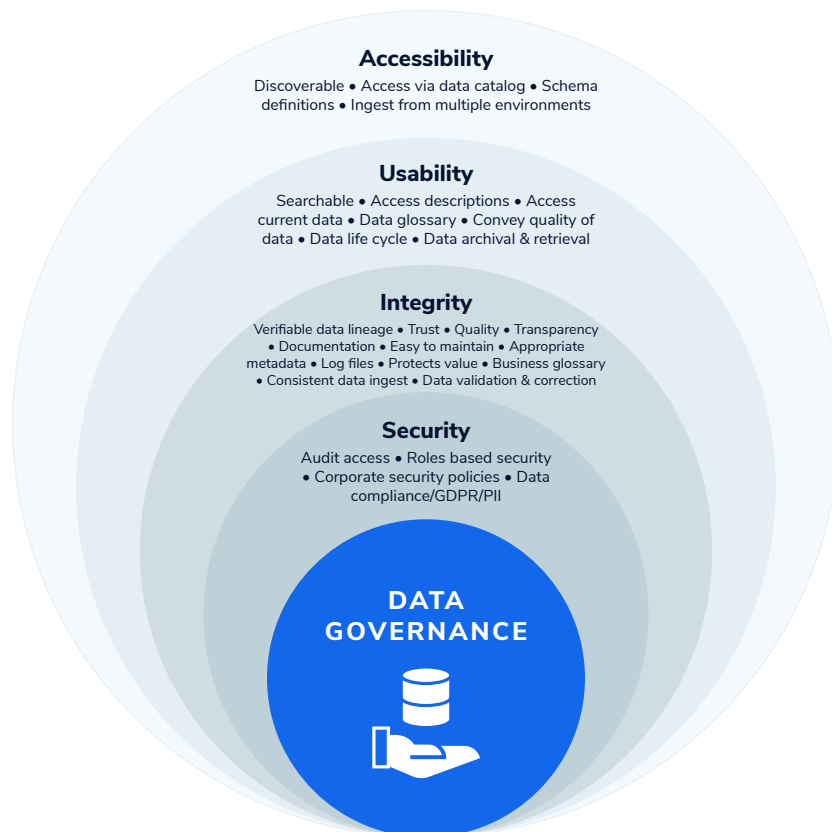 Accessibility
Discoverable • Access via data catalog • Schema
definitions • Ingest from multiple environments
Usability
Searchable • Access descriptions • Access
current data • Data glossary • Convey quality of
data • Data life cycle • Data archival & retrieval
Integrity
Verifiable data lineage • Trust • Quality • Transparency
• Documentation • Easy to maintain • Appropriate
metadata • Log files • Protects value • Business glossary
• Consistent data ingest • Data validation & correction
Security
Audit access • Roles based security
• Corporate security policies • Data
compliance/GDPR/PII
DATA
GOVERNANCE